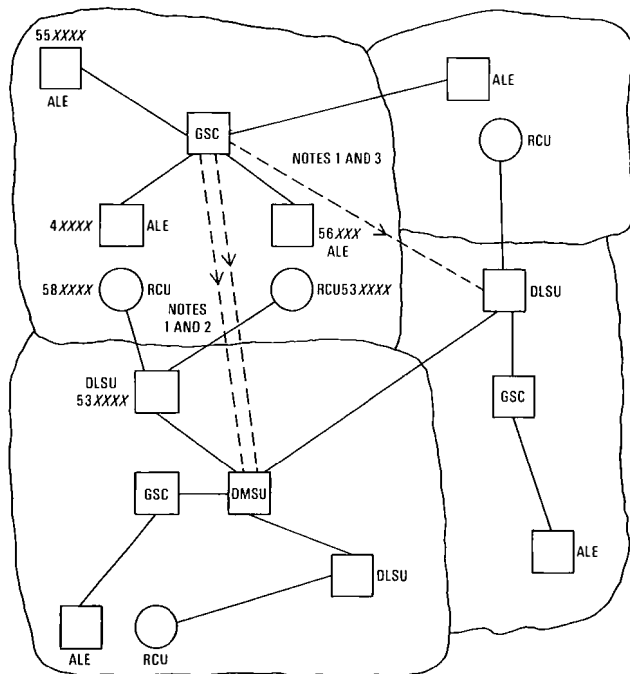 55XXXX
ALE
GSC
ALE
RCU
NOTES 1 AND 3
4XXXX
ALE
56XXX
ALE
58XXXX
RCU
NOTES
1 AND 2
RCU53XXXX
DLSU
DLSU
53XXXX
GSC
GSC
DMSU
ALE
DLSU
ALE
RCU